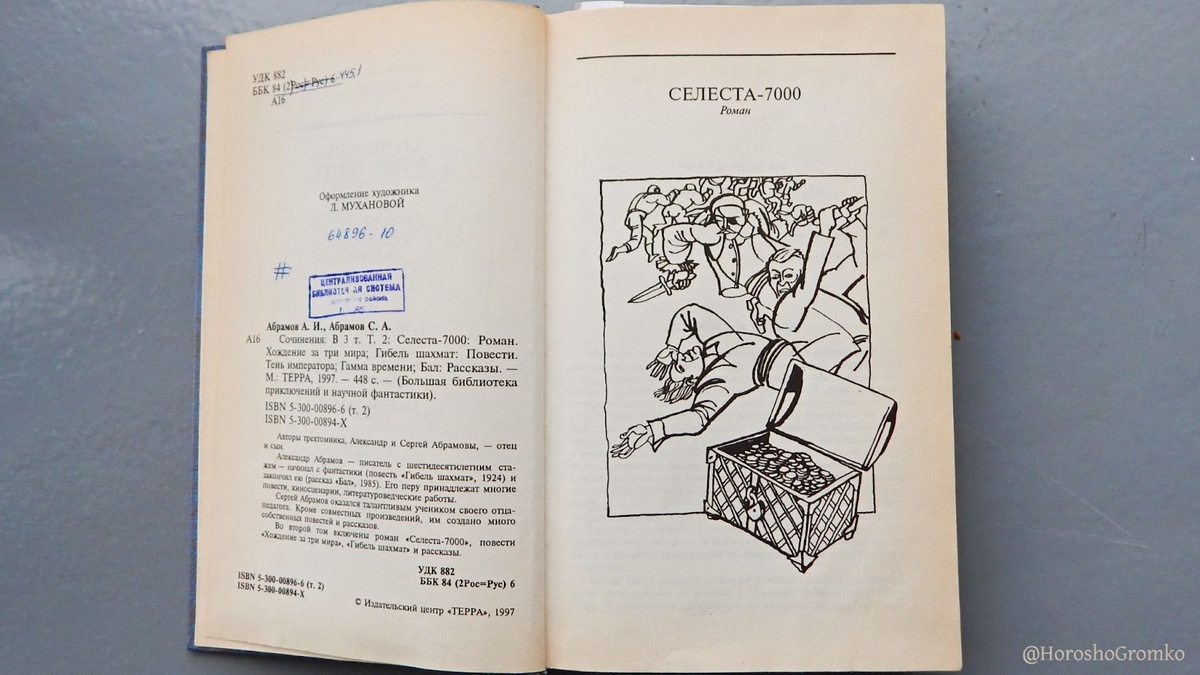 УДК 882
ББК 84 (2Рос=Рус) 6-445.1
А16
Оформление художника
Л. МУХАНОВОЙ
64896-10
#
ЦЕНТРАЛИЗОВАННАЯ
СИСТЕМА
Абрамов А. И., Абрамов С. А.
А16 Сочинения: В 3 т. Т. 2: Селеста-7000: Роман.
Хождение за три мира; Гибель шахмат: Повести.
Тень императора; Гамма времени; Бал: Рассказы. —
М.: ТЕРРА, 1997. — 448 с. — (Большая библиотека
приключений и научной фантастики).
ISBN 5-300-00896-6 (т. 2)
ISBN 5-300-00894-X
Авторы трехтомника, Александр и Сергей Абрамовы, — отец
и сын.
Александр Абрамов — писатель с шестидесятилетним ста-
жем — начинал с фантастики (повесть «Гибель шахмат», 1924) и
закончил ею (рассказ «Бал», 1985). Его перу принадлежат многие
повести, киносценарии, литературоведческие работы.
Сергей Абрамов оказался талантливым учеником своего отца-
педагога. Кроме совместных произведений, им создано много
собственных повестей и рассказов.
Во второй том включены роман «Селеста-7000», повести
«Хождение за три мира», «Гибель шахмат» и рассказы.
УДК 882
ББК 84 (2Рос=Рус) 6
ISBN 5-300-00896-6 (т. 2)
ISBN 5-300-00894-X
© Издательский центр «ТЕРРА», 1997
СЕЛЕСТА-7000
Роман
@HoroshoGromko